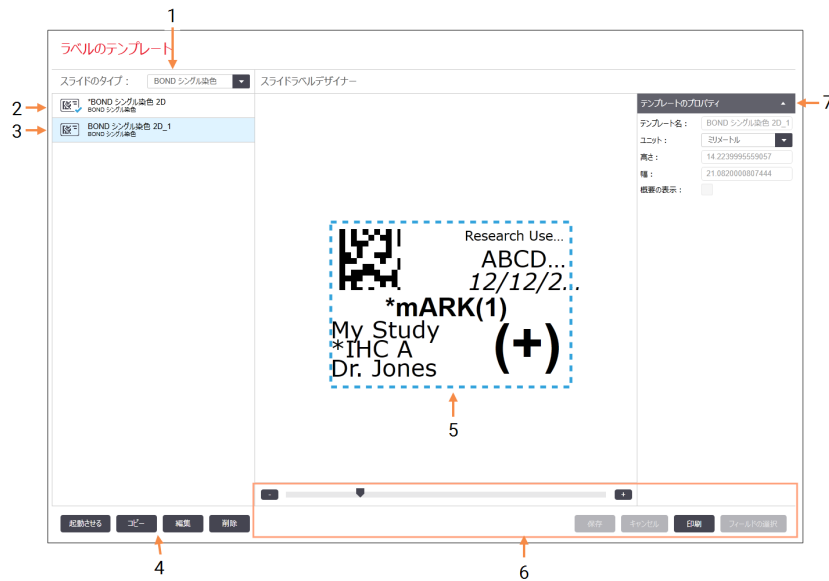 1
ラベルのテンプレート
スライドのタイプ： BOND シングル染色 スライドラベルデザイナー
2 *BOND シングル染色 2D
BOND シングル染色
テンプレートのプロパティ 7
3 BOND シングル染色 2D_1
BOND シングル染色
テンプレート名： BOND シングル染色 2D_1
ユニット： ミリメートル
高さ： 14.2239995559057
幅： 21.0820000807444
概要の表示：
Research Use...
ABCD...
12/12/2...
*mARK(1)
My Study
*IHC A
Dr. Jones
(+)
5
- +
起動させる コピー 編集 削除 保存 キャンセル 印刷 フィールドの選択
4 6